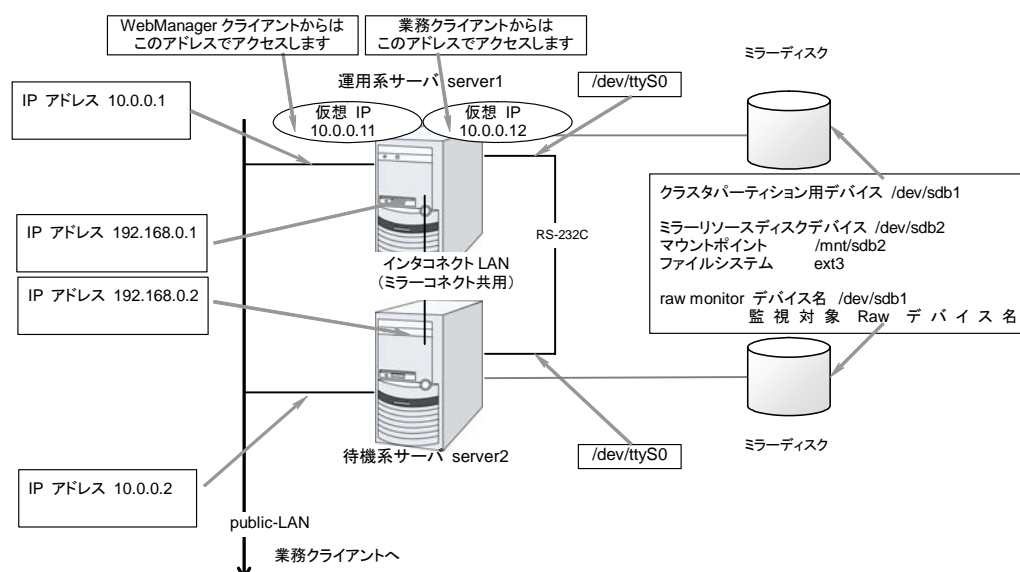 WebManager クライアントからは
このアドレスでアクセスします
業務クライアントからは
このアドレスでアクセスします
ミラーディスク
運用系サーバ server1
/dev/ttyS0
IP アドレス 10.0.0.1
仮想 IP
10.0.0.11
仮想 IP
10.0.0.12
クラスタパーティション用デバイス /dev/sdb1
ミラーリソースディスクデバイス /dev/sdb2
マウントポイント /mnt/sdb2
ファイルシステム ext3
raw monitor デバイス名 /dev/sdb1
監視対象 Raw デバイス名
IP アドレス 192.168.0.1
RS-232C
インタコネクト LAN
（ミラーコネクト共用）
IP アドレス 192.168.0.2
ミラーディスク
待機系サーバ server2
/dev/ttyS0
IP アドレス 10.0.0.2
public-LAN
業務クライアントへ